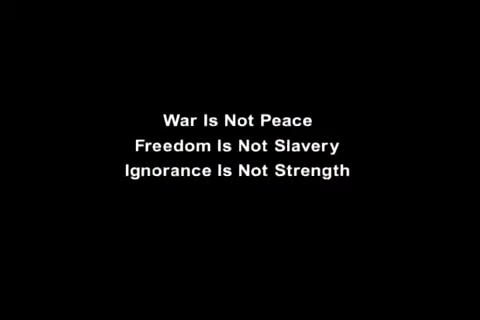 War Is Not Peace
Freedom Is Not Slavery
Ignorance Is Not Strength